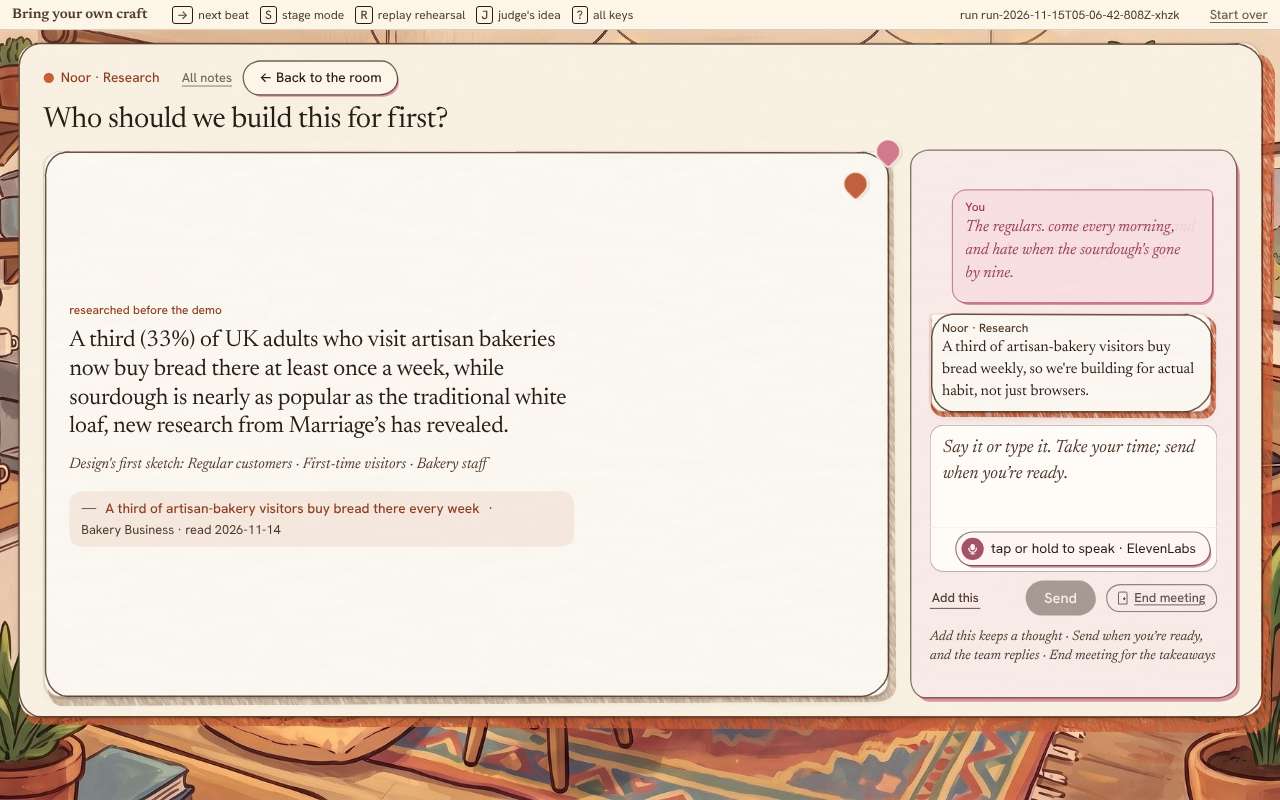 Bring your own craft → next beat S stage mode R replay rehearsal J judge's idea ? all keys run run-2026-11-15T05-06-42-808Z-xhzk Start over
Noor · Research All notes ← Back to the room
Who should we build this for first?
researched before the demo
A third (33%) of UK adults who visit artisan bakeries
now buy bread there at least once a week, while
sourdough is nearly as popular as the traditional white
loaf, new research from Marriage’s has revealed.
Design's first sketch: Regular customers · First-time visitors · Bakery staff
— A third of artisan-bakery visitors buy bread there every week ·
Bakery Business · read 2026-11-14
You
The regulars. come every morning,
and hate when the sourdough's gone
by nine.
Noor · Research
A third of artisan-bakery visitors buy
bread weekly, so we're building for actual
habit, not just browsers.
Say it or type it. Take your time; send
when you’re ready.
tap or hold to speak · ElevenLabs
Add this Send End meeting
Add this keeps a thought · Send when you’re ready,
and the team replies · End meeting for the takeaways